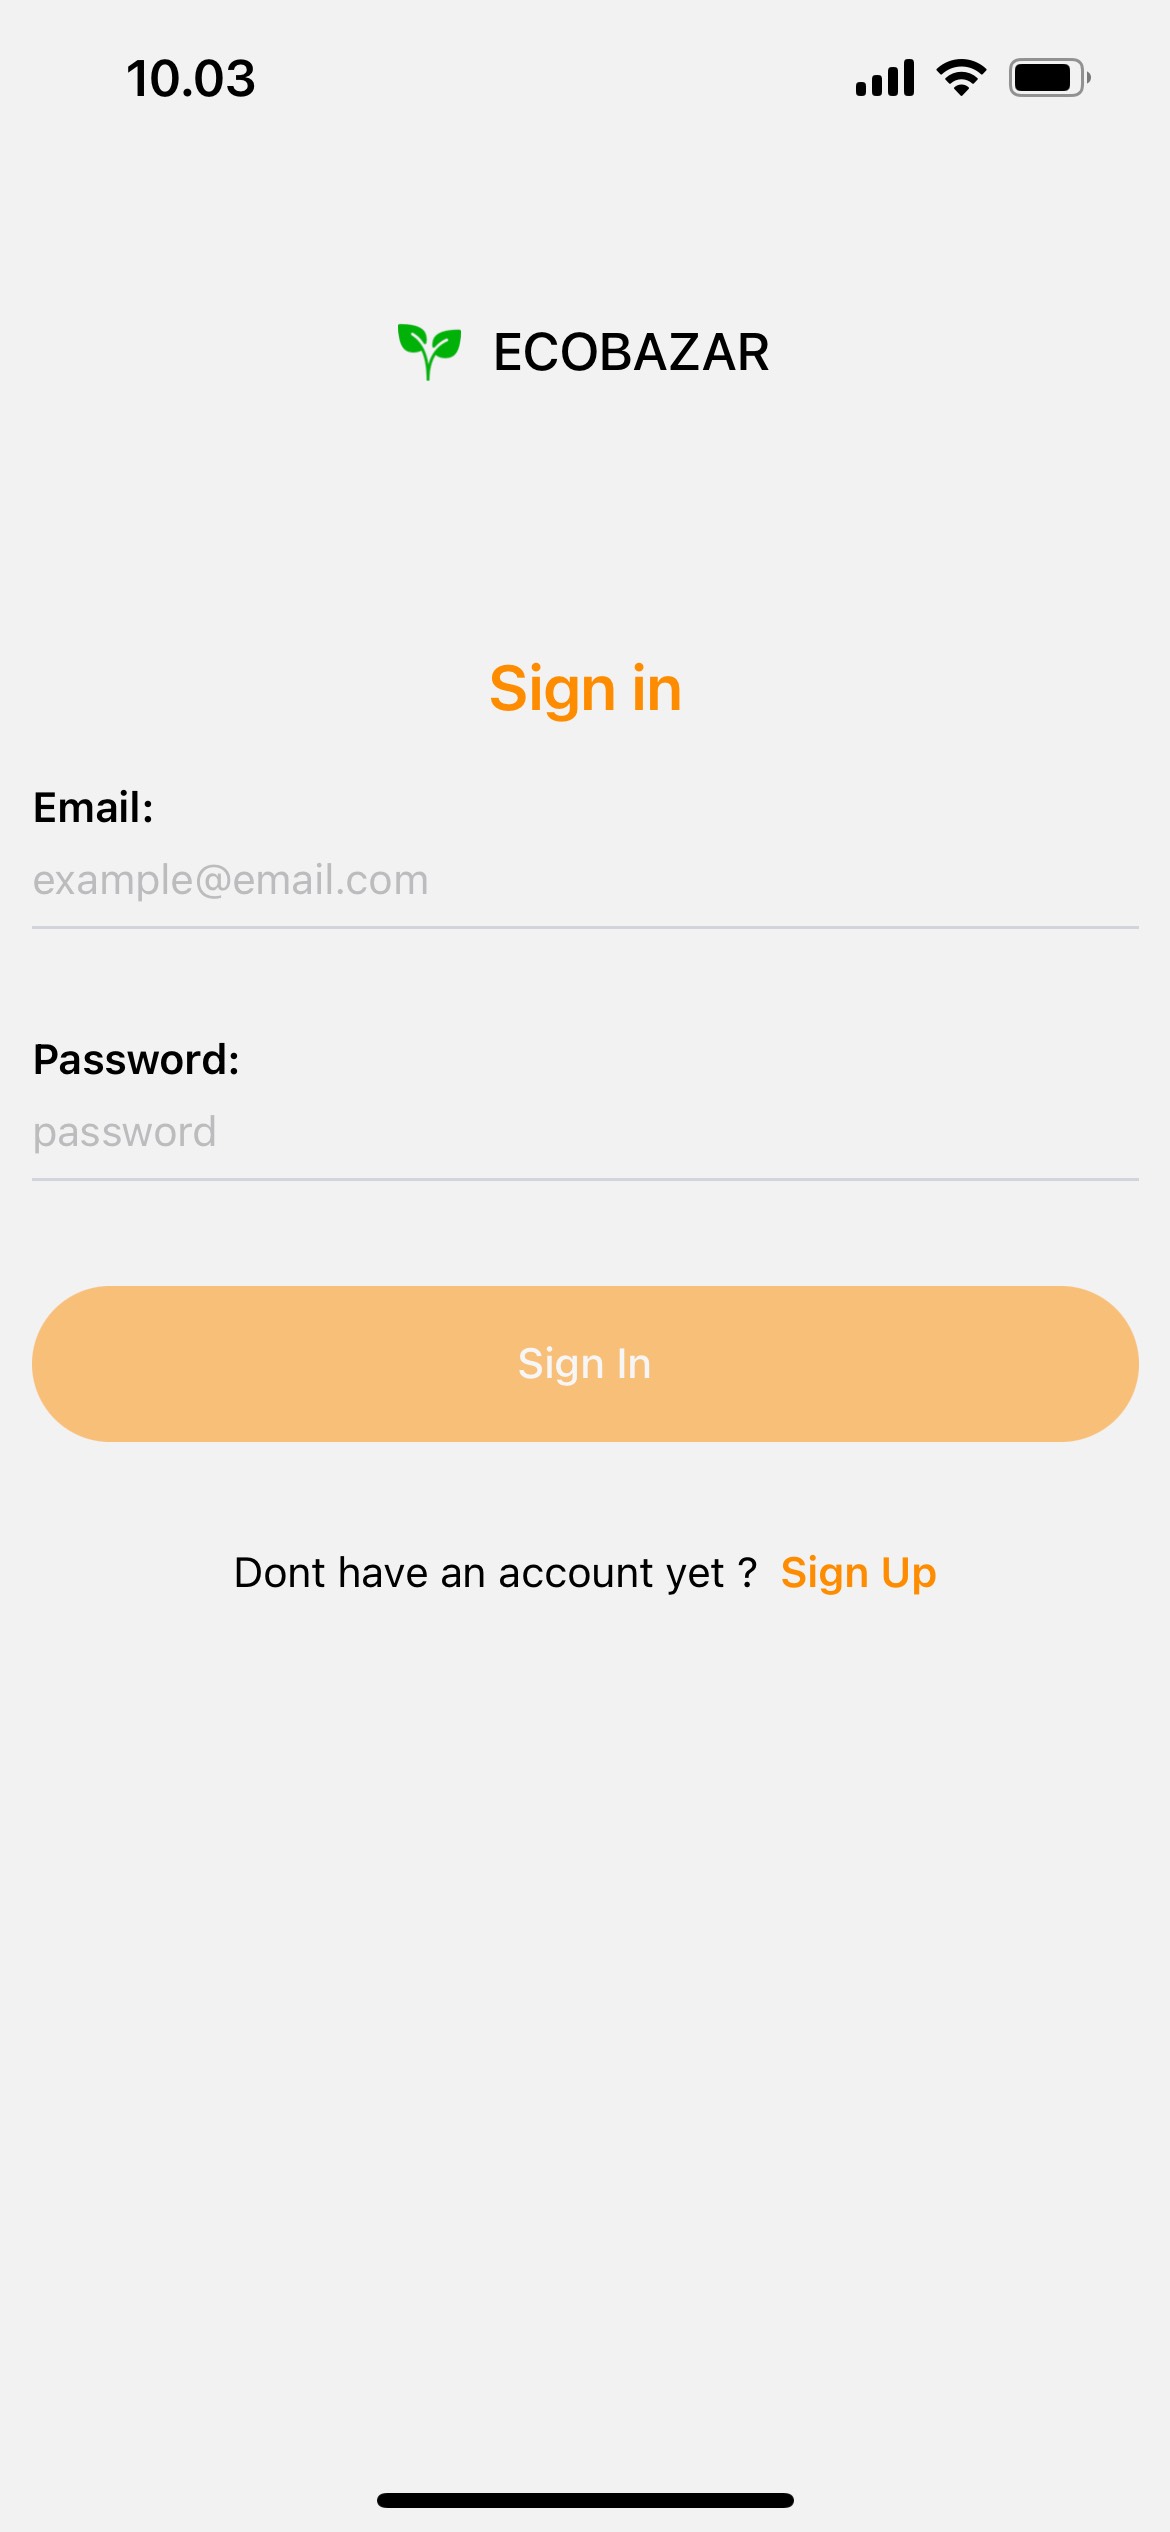 10.03
ECOBAZAR
Sign in
Email:
example@email.com
Password:
password
Sign In
Dont have an account yet ? Sign Up